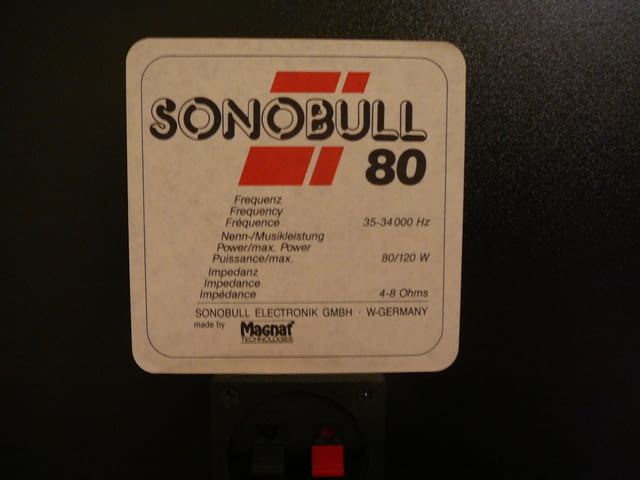 SONOBULL
80
Frequenz
Frequency
Fréquence 35-34 000 Hz
Nenn-/Musikleistung
Power/max. Power
Puissance/max. 80/120 W
Impedanz
Impedance
Impédance 4-8 Ohms
SONOBULL ELECTRONIK GMBH · W-GERMANY
made by Magnat
TECHNOLOGIES